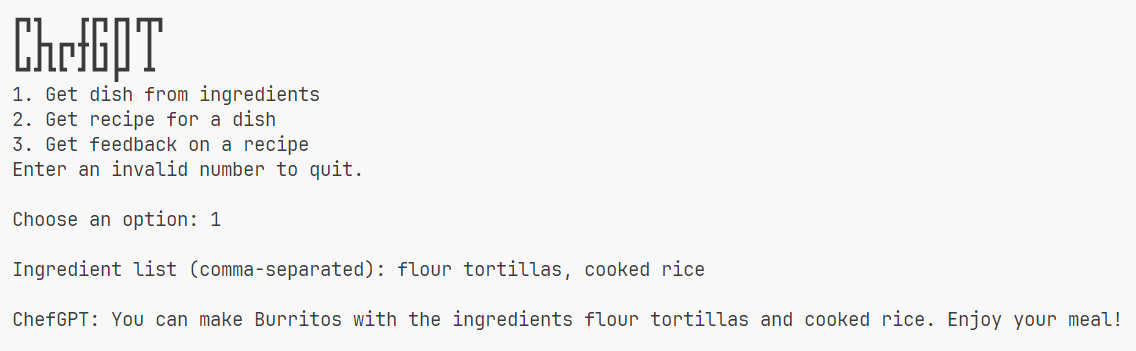 ChefGPT
1. Get dish from ingredients
2. Get recipe for a dish
3. Get feedback on a recipe
Enter an invalid number to quit.
Choose an option: 1
Ingredient list (comma-separated): flour tortillas, cooked rice
ChefGPT: You can make Burritos with the ingredients flour tortillas and cooked rice. Enjoy your meal!